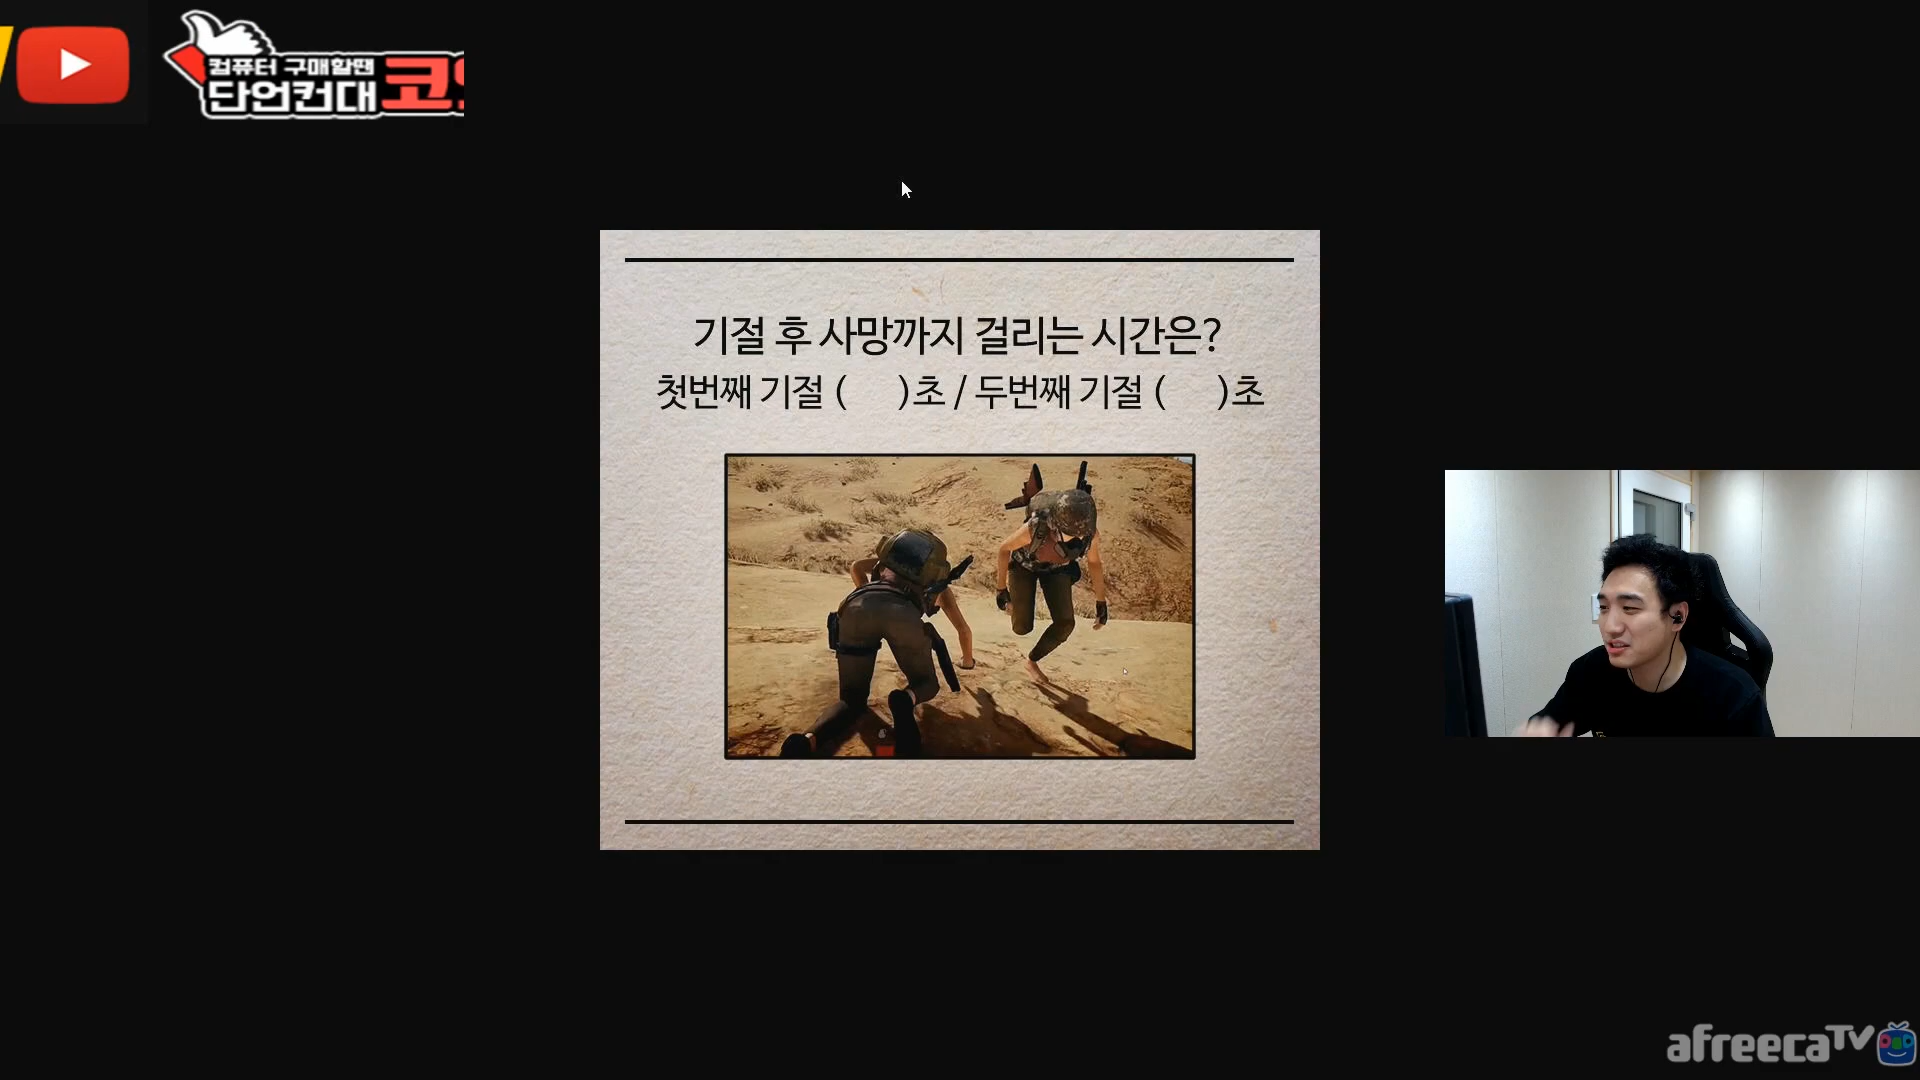 컴퓨터 구매할땐
단언컨대 코
기절 후 사망까지 걸리는 시간은?
첫번째 기절 ( )초 / 두번째 기절 ( )초
afreecaTV